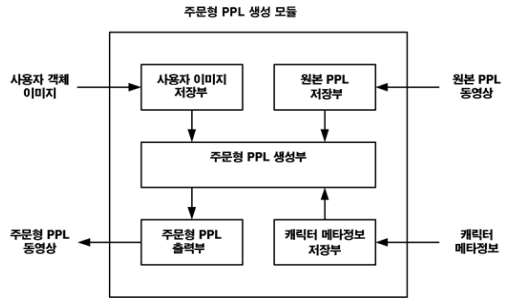 주문형 PPL 생성 모듈
사용자 객체
이미지
사용자 이미지
저장부
원본 PPL
저장부
원본 PPL
동영상
주문형 PPL 생성부
주문형 PPL
동영상
주문형 PPL
출력부
캐릭터 메타정보
저장부
캐릭터
메타정보